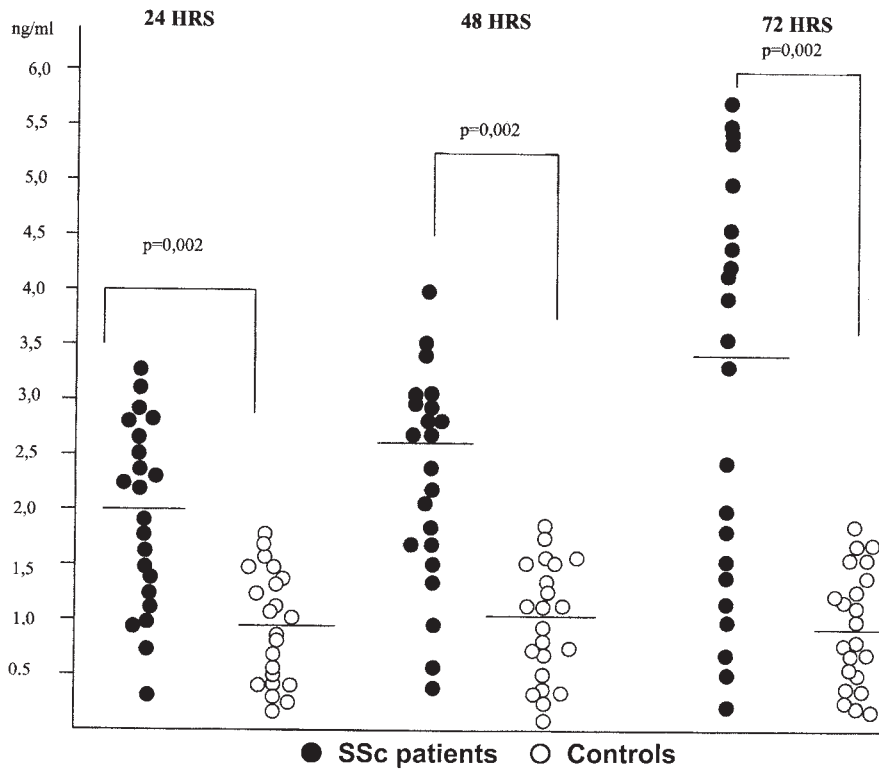 24 HRS 48 HRS 72 HRS
ng/ml
p=0,002
6,0
5,5
p=0,002
5,0
4,5
p=0,002
4,0
3,5
3,0
2,5
2,0
1,5
1.0
0.5
SSc patients Controls